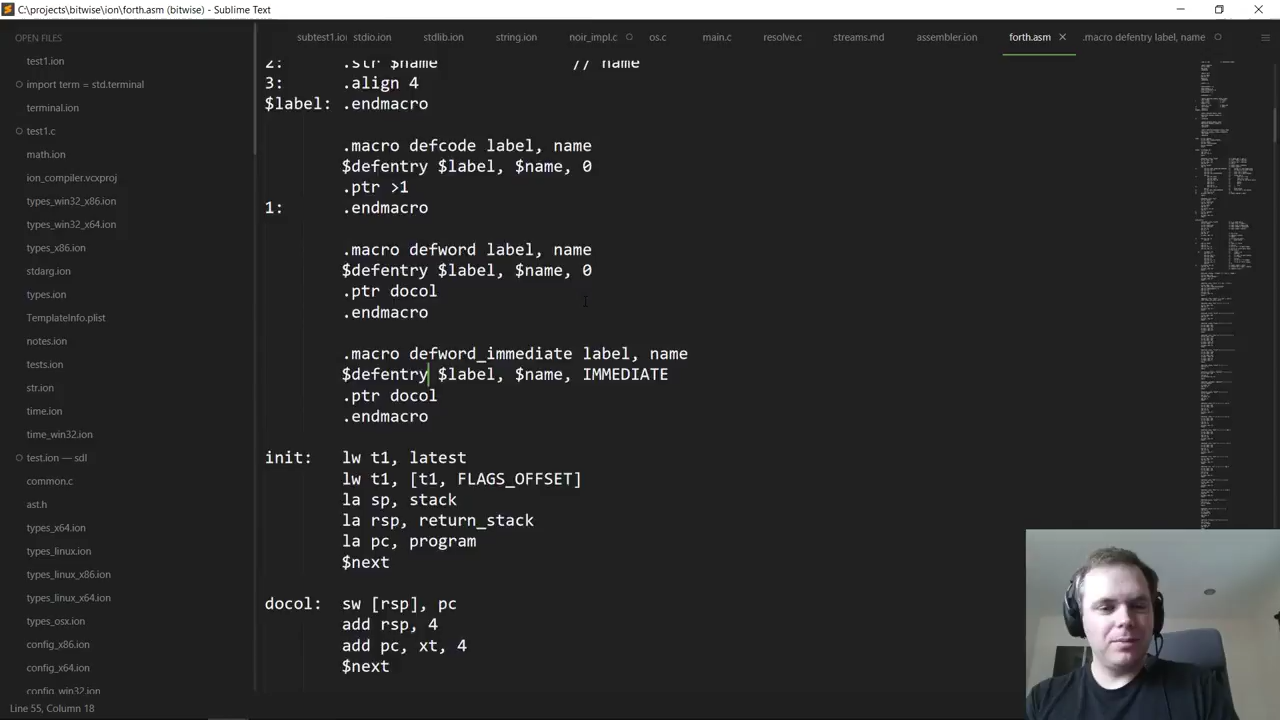 C:\projects\bitwise\ion\forth.asm (bitwise) - Sublime Text
OPEN FILES
subtest1.ion
stdio.ion
stdlib.ion
string.ion
noir_impl.c
os.c
main.c
resolve.c
streams.md
assembler.ion
forth.asm
.macro defentry label, name
test1.ion
import term = std.terminal
terminal.ion
test1.c
math.ion
ion_compiler.vcxproj
types_win32_x86.ion
types_win32_x64.ion
types_x86.ion
stdarg.ion
types.ion
TemplateInfo.plist
notes.ion
tests.ion
str.ion
time.ion
time_win32.ion
test.ion — sdl
common.c
ast.h
types_x64.ion
types_linux.ion
types_linux_x86.ion
types_linux_x64.ion
types_osx.ion
config_x86.ion
config_x64.ion
config_win32.ion
2: .str $name // name
3: .align 4
$label: .endmacro
.macro defcode label, name
$defentry $label, $name, 0
.ptr >1
1: .endmacro
.macro defword label, name
$defentry $label, $name, 0
.ptr docol
.endmacro
.macro defword_immediate label, name
$defentry $label, $name, IMMEDIATE
.ptr docol
.endmacro
init: lw t1, latest
lw t1, [t1, FLAGS_OFFSET]
la sp, stack
la rsp, return_stack
la pc, program
$next
docol: sw [rsp], pc
add rsp, 4
add pc, xt, 4
$next
Line 55, Column 18